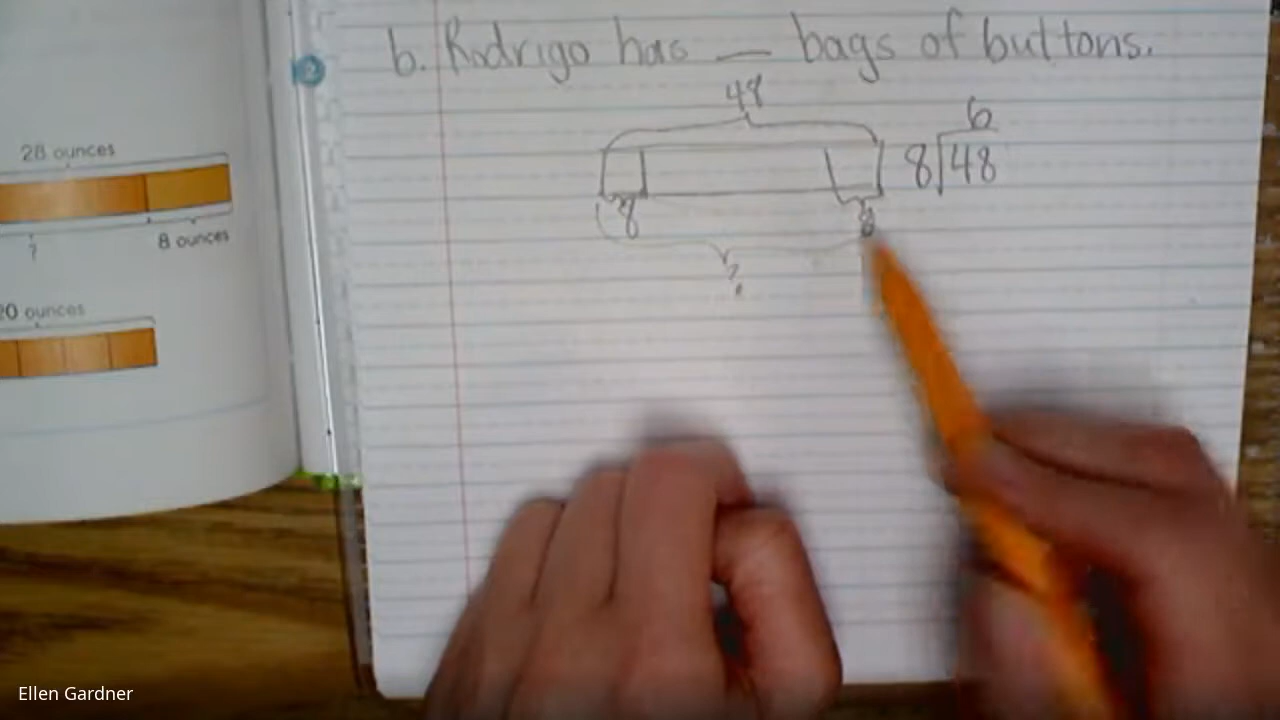 b. Rodrigo has __ bags of buttons.
48
6
8 48
8
8
?
28 ounces
?
8 ounces
20 ounces
Ellen Gardner